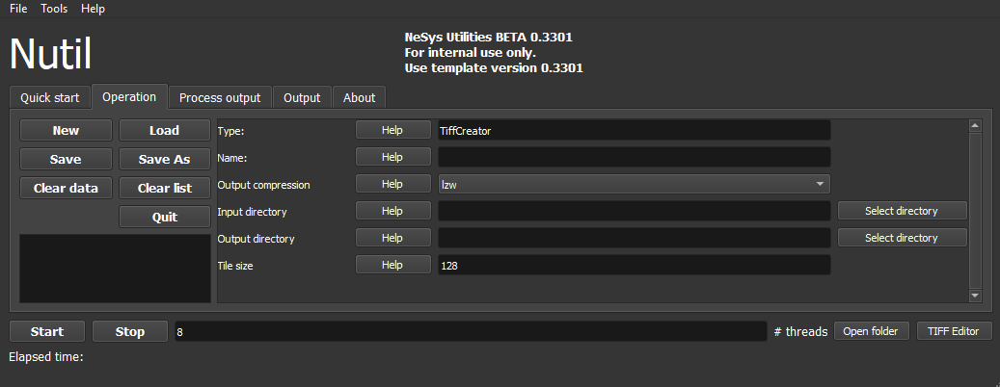 File Tools Help
Nutil
NeSys Utilities BETA 0.3301
For internal use only.
Use template version 0.3301
Quick start Operation Process output Output About
New Load
Save Save As
Clear data Clear list
Quit
Type: Help TiffCreator
Name: Help
Output compression Help lzw
Input directory Help Select directory
Output directory Help Select directory
Tile size Help 128
Start Stop 8 # threads Open folder TIFF Editor
Elapsed time: